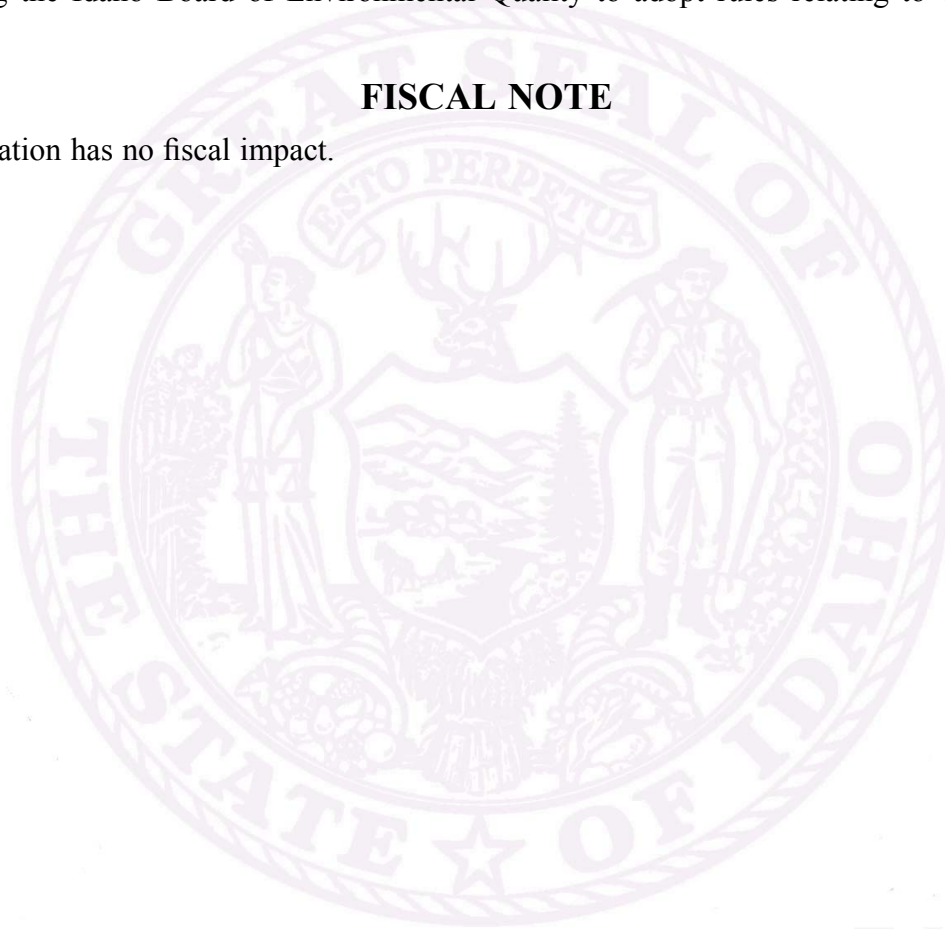 the Idaho Board of Environmental Quality to adopt rules relating to
FISCAL NOTE
ation has no fiscal impact.
GREAT SEAL OF
ESTO PERPETUA
THE STATE OF IDAHO